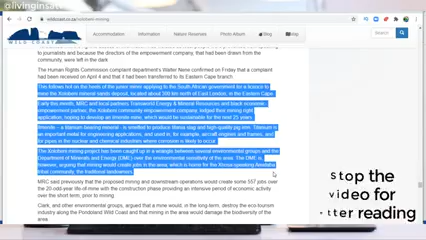 alivinginsat
wildcoast.co.za/xolobeni-mining
WILD COAST
Accommodation
Information
Nature Reserves
Photo Album
Blog
Contact
to journalists and because the directors of the empowerment company, that had been drawn from the
community, were left in the dark
The Human Rights Commission complaint department's Walter Nene confirmed on Friday that a complaint
had been received on April 4 and that it had been transferred to its Eastern Cape branch
This follows hot on the heels of the junior miner applying to the South African government for a licence to
mine the Xolobeni mineral sands deposit, located about 200 km north of East London, in the Eastern Cape.
Early this week, MRC and local partners Transworld Energy & Mineral Resources and black economic
empowerment partner, the Xolobeni community empowerment company, lodged their mining right
application, hoping to develop an ilmenite mine, which would be sustainable for the next 25 years.
Ilmenite – a titanium-bearing mineral - is smelted to produce titania slag and high-quality pig iron. Titanium is
an important metal for engineering applications, and used in, for example, aircraft engines and frames, and
for pipes in the nuclear and chemical industries where corrosion is likely to occur.
The Xolobeni mining project has been caught up in a wrangle between several environmental groups and the
Department of Minerals and Energy (DME) over the environmental sensitivity of the area. The DME is,
however, arguing that mining would create jobs in the area, which is home for the Xhosa-speaking Amadiba
tribal community, the traditional landowners.
MRC said previously that the proposed mining and downstream operations would create some 557 jobs over
the 20-odd-year life-of-mine with the construction phase providing an intensive period of economic activity
over the short term, prior to mining
Clark, and other environmental groups, argued that a mine would, in the long-term, destroy the eco-tourism
industry along the Pondoland Wild Coast and that mining in the area would damage the biodiversity of the
area
stop the
video for
tter reading